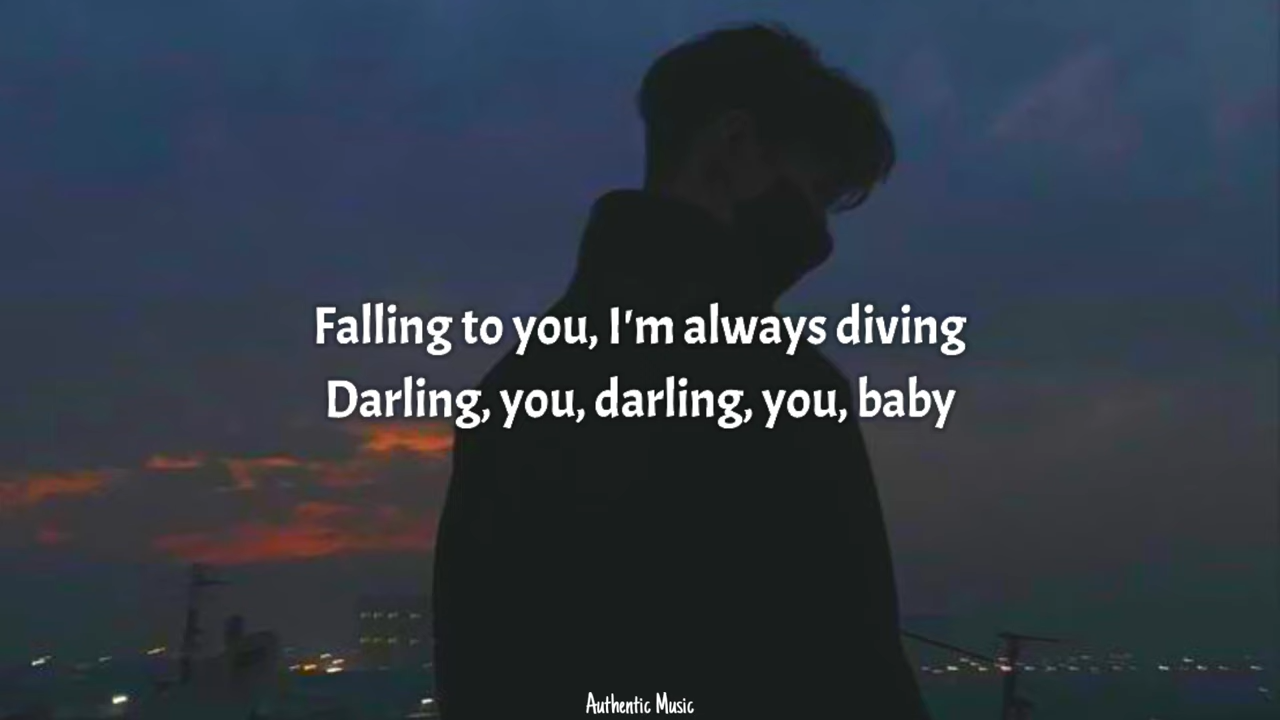 Falling to you, I'm always diving
Darling, you, darling, you, baby
Authentic Music